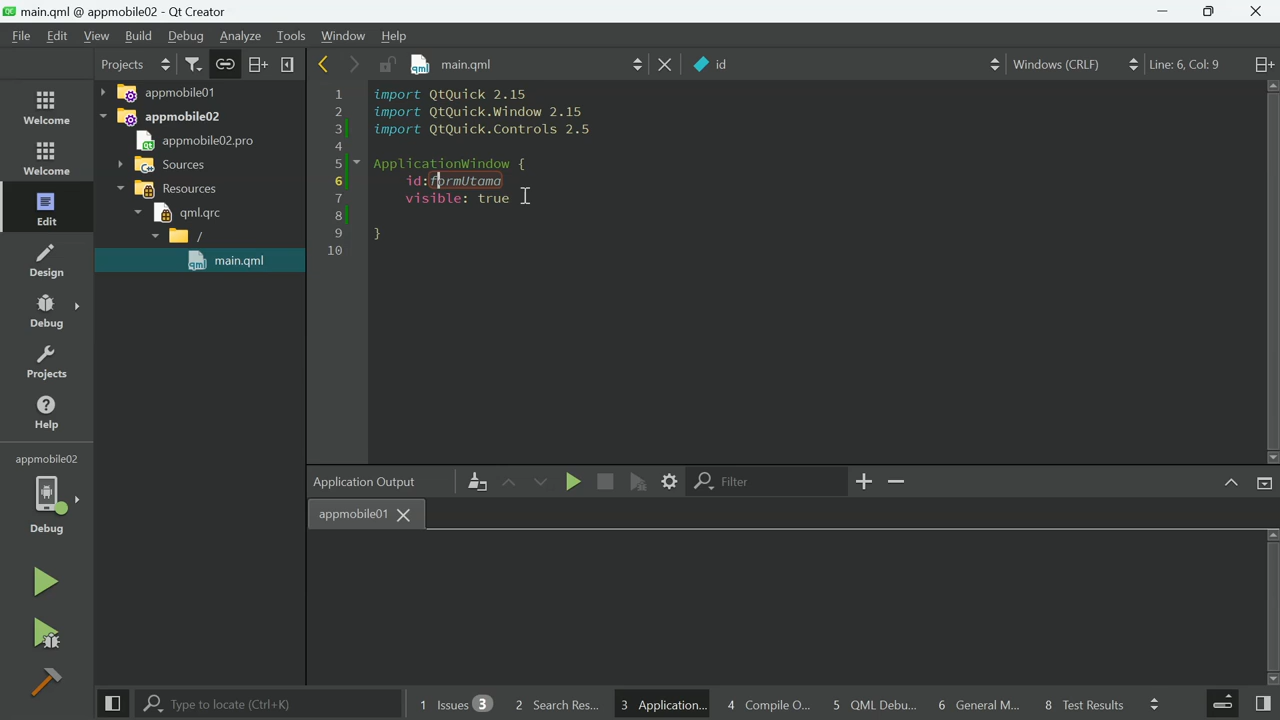 main.qml @ appmobile02 - Qt Creator
File Edit View Build Debug Analyze Tools Window Help
Projects main.qml id Windows (CRLF) Line: 6, Col: 9
Welcome
Welcome
Edit
Design
Debug
Projects
Help
appmobile02
Debug
appmobile01
appmobile02
appmobile02.pro
Sources
Resources
qml.qrc
/
main.qml
1 import QtQuick 2.15
2 import QtQuick.Window 2.15
3 import QtQuick.Controls 2.5
4
5 ApplicationWindow {
6 id:formUtama
7 visible: true
8
9 }
10
Application Output Filter
appmobile01
Type to locate (Ctrl+K) 1 Issues 3 2 Search Res... 3 Application... 4 Compile O... 5 QML Debu... 6 General M... 8 Test Results